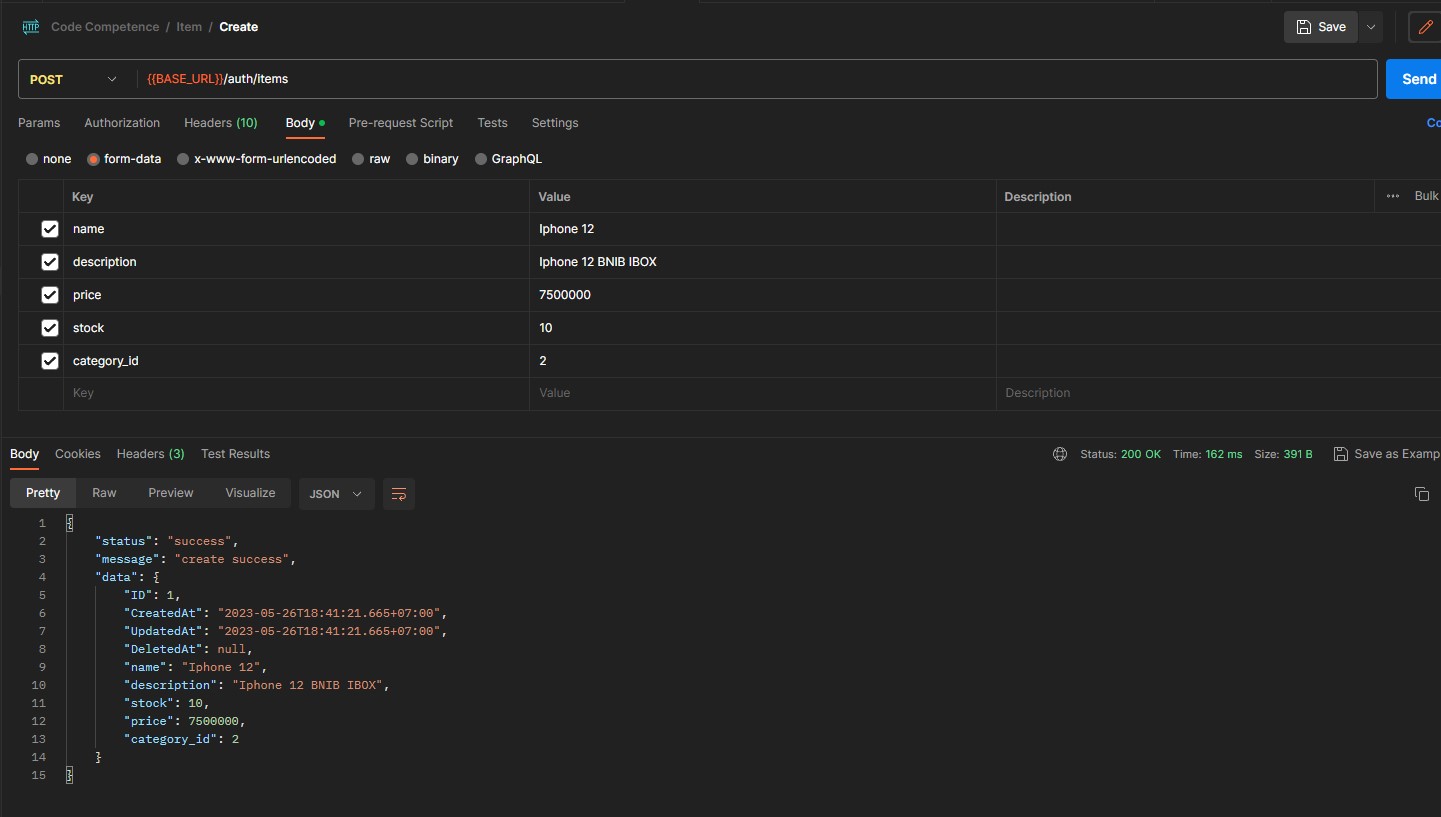 HTTP Code Competence / Item / Create
Save
POST {{BASE_URL}}/auth/items Send
Params Authorization Headers (10) Body Pre-request Script Tests Settings Co
none form-data x-www-form-urlencoded raw binary GraphQL
Key Value Description ••• Bulk
name Iphone 12
description Iphone 12 BNIB IBOX
price 7500000
stock 10
category_id 2
Key Value Description
Body Cookies Headers (3) Test Results Status: 200 OK Time: 162 ms Size: 391 B Save as Examp
Pretty Raw Preview Visualize JSON
1 {
2 "status": "success",
3 "message": "create success",
4 "data": {
5 "ID": 1,
6 "CreatedAt": "2023-05-26T18:41:21.665+07:00",
7 "UpdatedAt": "2023-05-26T18:41:21.665+07:00",
8 "DeletedAt": null,
9 "name": "Iphone 12",
10 "description": "Iphone 12 BNIB IBOX",
11 "stock": 10,
12 "price": 7500000,
13 "category_id": 2
14 }
15 }